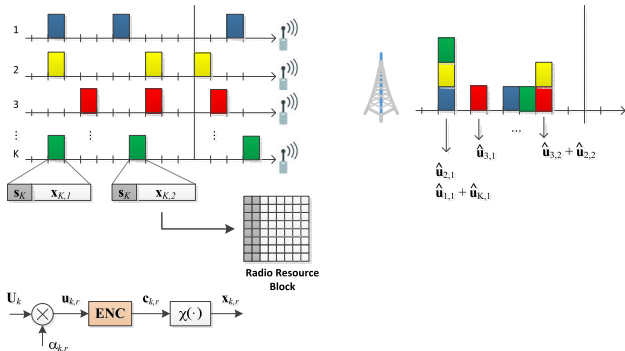 1
2
3
⋮ ⋮ ⋮ ⋮
K
s_K x_{K,1} s_K x_{K,2}
Radio Resource
Block
U_k u_{k,r} ENC c_{k,r} χ(·) x_{k,r}
α_{k,r}
...
û_{3,1} û_{3,2} + û_{2,2}
û_{2,1}
û_{1,1} + û_{K,1}